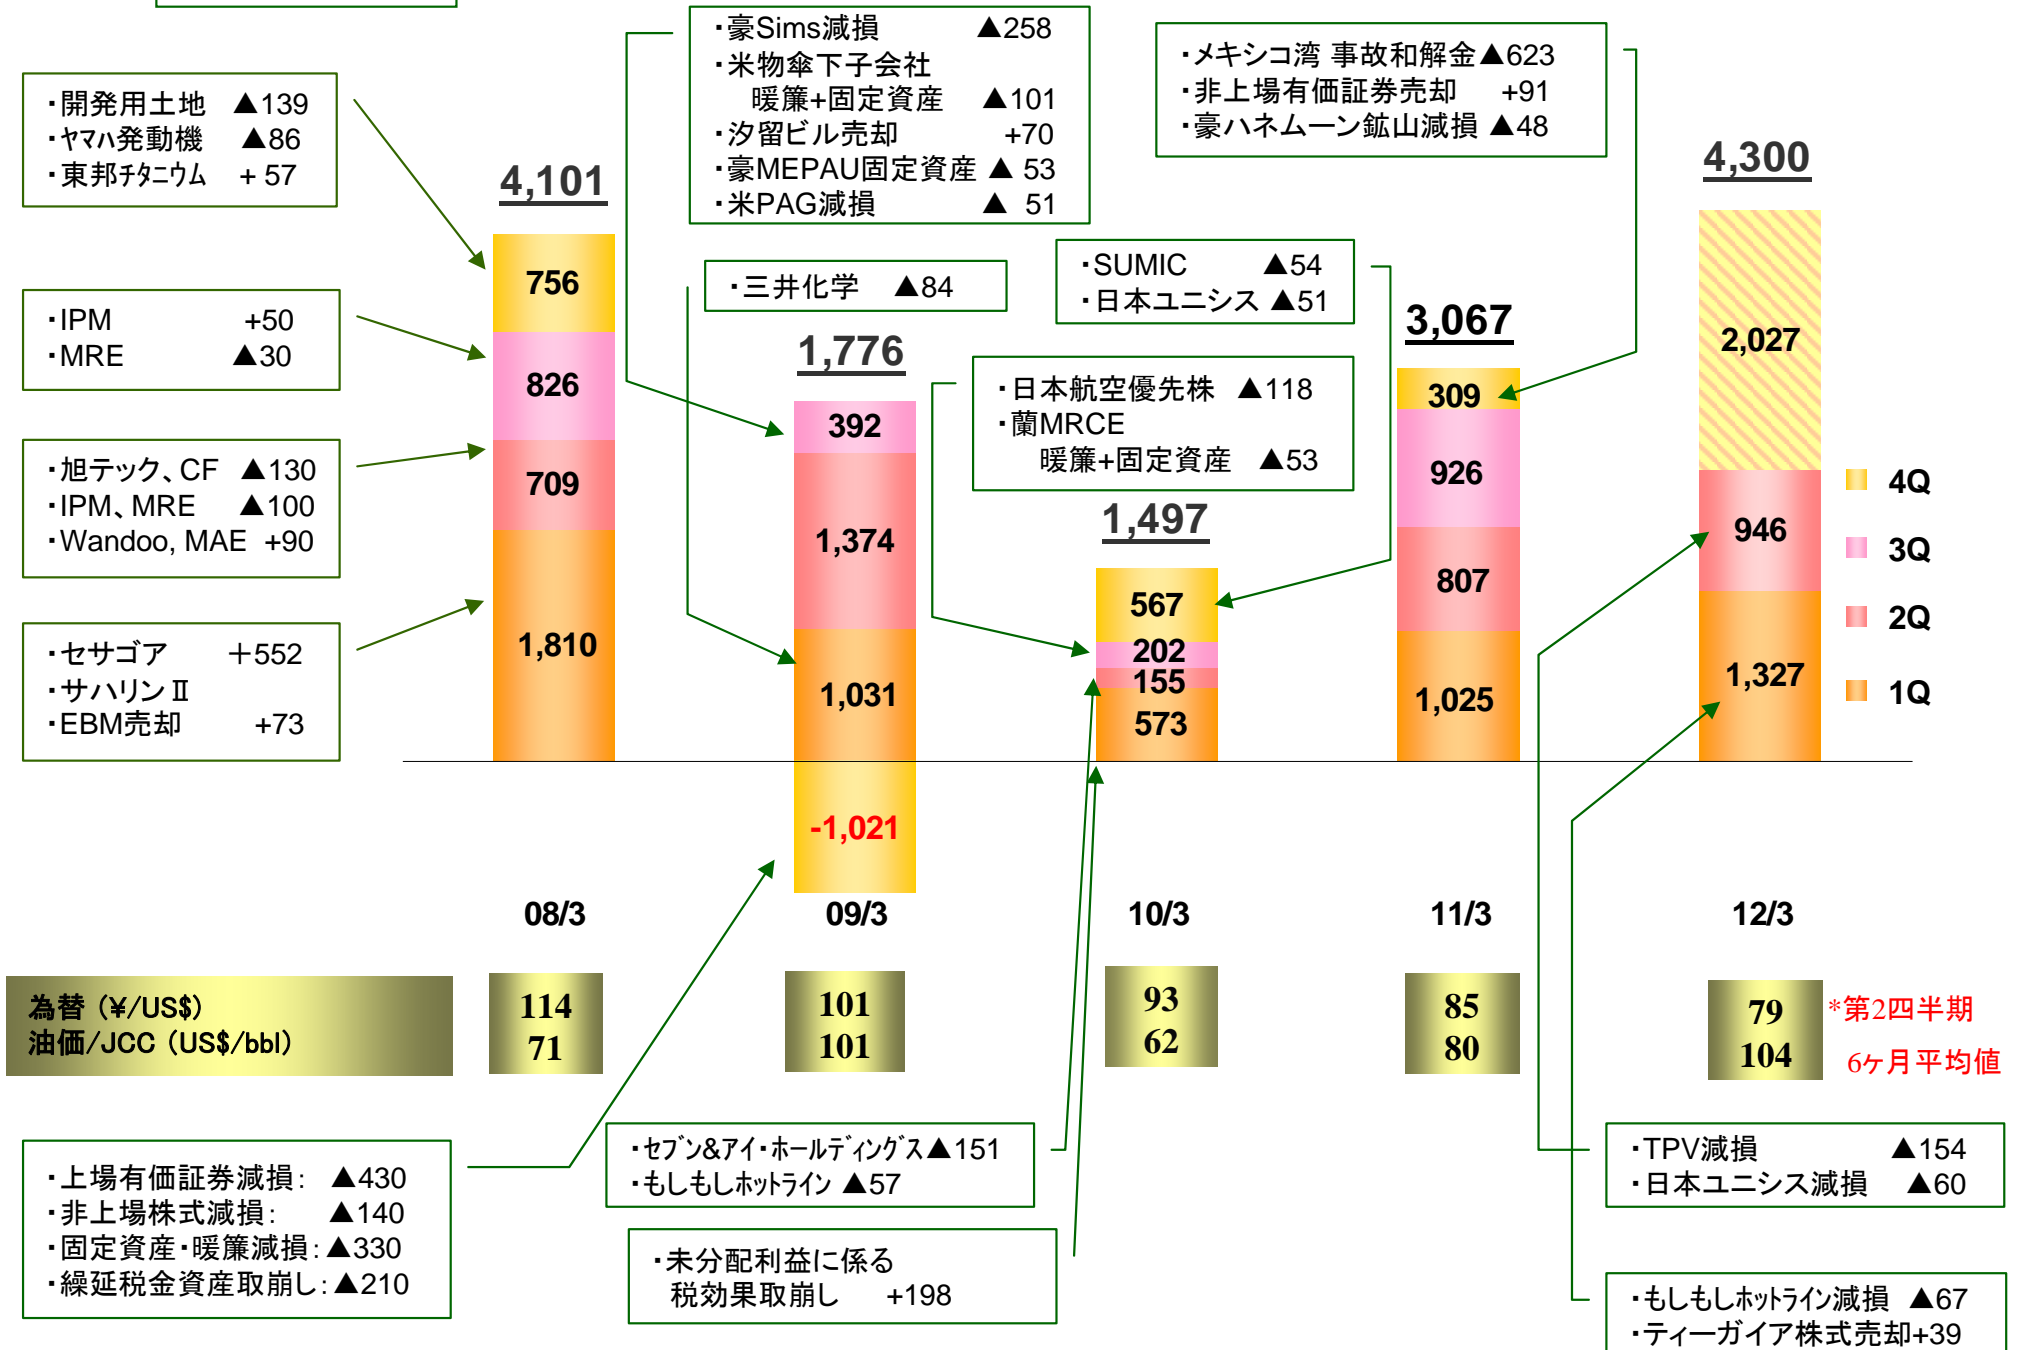 ・開発用土地 ▲139
・ヤマハ発動機 ▲86
・東邦チタニウム + 57
・IPM +50
・MRE ▲30
・旭テック、CF ▲130
・IPM、MRE ▲100
・Wandoo, MAE +90
・セサゴア +552
・サハリンⅡ
・EBM売却 +73
4,101
756
826
709
1,810
・豪Sims減損 ▲258
・米物傘下子会社
暖簾+固定資産 ▲101
・汐留ビル売却 +70
・豪MEPAU固定資産 ▲ 53
・米PAG減損 ▲ 51
・三井化学 ▲84
1,776
392
1,374
1,031
-1,021
・メキシコ湾 事故和解金▲623
・非上場有価証券売却 +91
・豪ハネムーン鉱山減損 ▲48
・SUMIC ▲54
・日本ユニシス ▲51
・日本航空優先株 ▲118
・蘭MRCE
暖簾+固定資産 ▲53
1,497
567
202
155
573
3,067
309
926
807
1,025
4,300
2,027
946
1,327
4Q
3Q
2Q
1Q
08/3
09/3
10/3
11/3
12/3
為替 (¥/US$)
油価/JCC (US$/bbl)
114
71
101
101
93
62
85
80
79
104
*第2四半期
6ヶ月平均値
・上場有価証券減損: ▲430
・非上場株式減損: ▲140
・固定資産・暖簾減損:▲330
・繰延税金資産取崩し:▲210
・セブン&アイ・ホールディングス▲151
・もしもしホットライン ▲57
・未分配利益に係る
税効果取崩し +198
・TPV減損 ▲154
・日本ユニシス減損 ▲60
・もしもしホットライン減損 ▲67
・ティーガイア株式売却+39